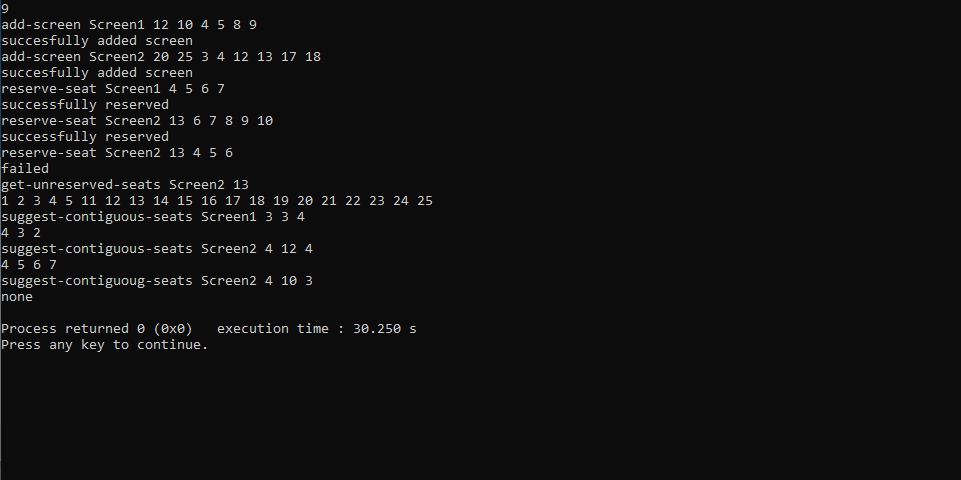 9
add-screen Screen1 12 10 4 5 8 9
succesfully added screen
add-screen Screen2 20 25 3 4 12 13 17 18
succesfully added screen
reserve-seat Screen1 4 5 6 7
successfully reserved
reserve-seat Screen2 13 6 7 8 9 10
successfully reserved
reserve-seat Screen2 13 4 5 6
failed
get-unreserved-seats Screen2 13
1 2 3 4 5 11 12 13 14 15 16 17 18 19 20 21 22 23 24 25
suggest-contiguous-seats Screen1 3 3 4
4 3 2
suggest-contiguous-seats Screen2 4 12 4
4 5 6 7
suggest-contiguoug-seats Screen2 4 10 3
none
Process returned 0 (0x0)   execution time : 30.250 s
Press any key to continue.